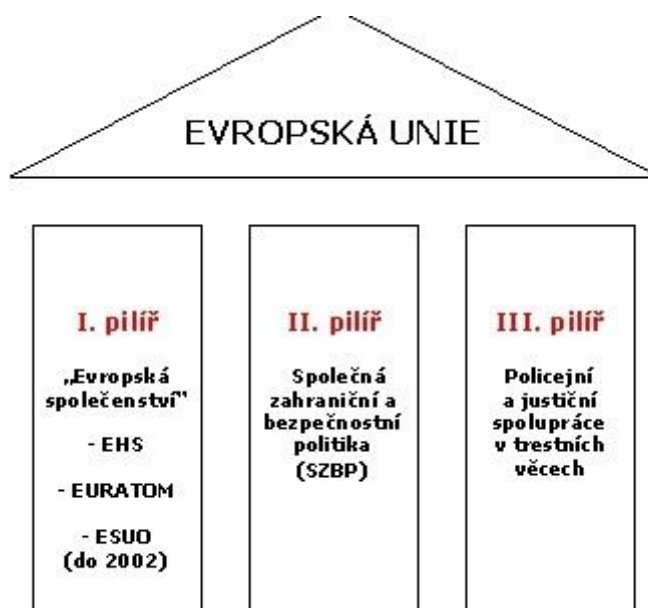 EVROPSKÁ UNIE
I. pilíř
„Evropská
společenství"
- EHS
- EURATOM
- ESUO
(do 2002)
II. pilíř
Společná
zahraniční a
bezpečnostní
politika
(SZBP)
III. pilíř
Policejní
a justiční
spolupráce
v trestních
věcech